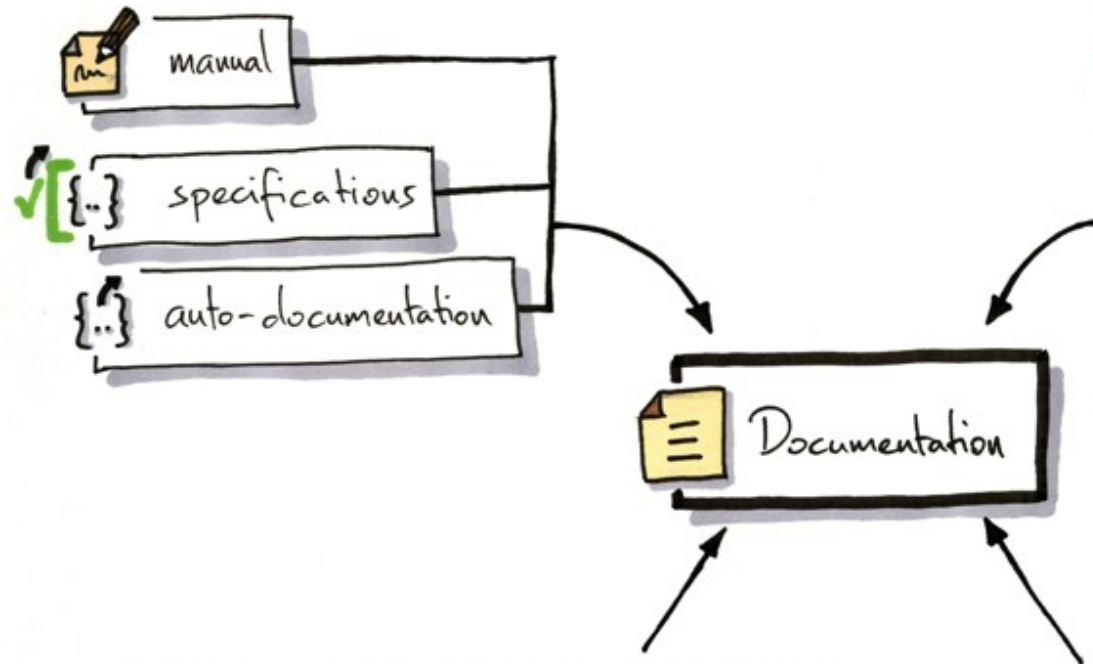 manual
{..} specifications
{..} auto-documentation
Documentation